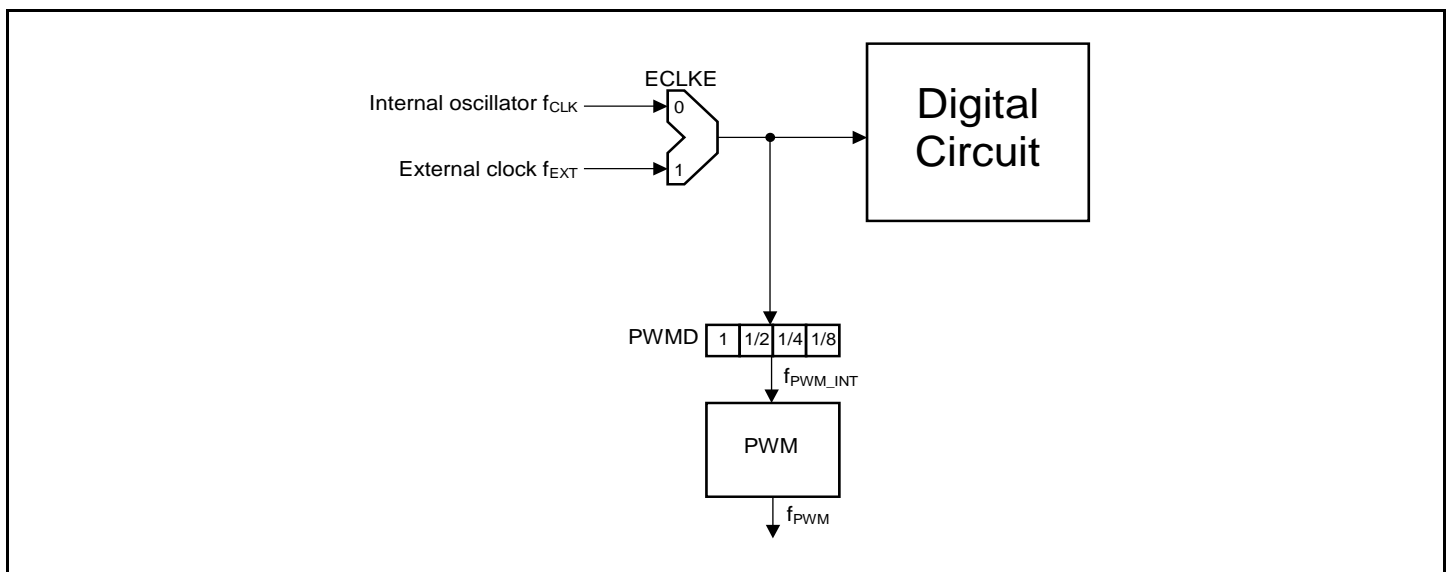 ECLKE
Internal oscillator fCLK
0
External clock fEXT
1
Digital
Circuit
PWMD 1 1/2 1/4 1/8
fPWM_INT
PWM
fPWM